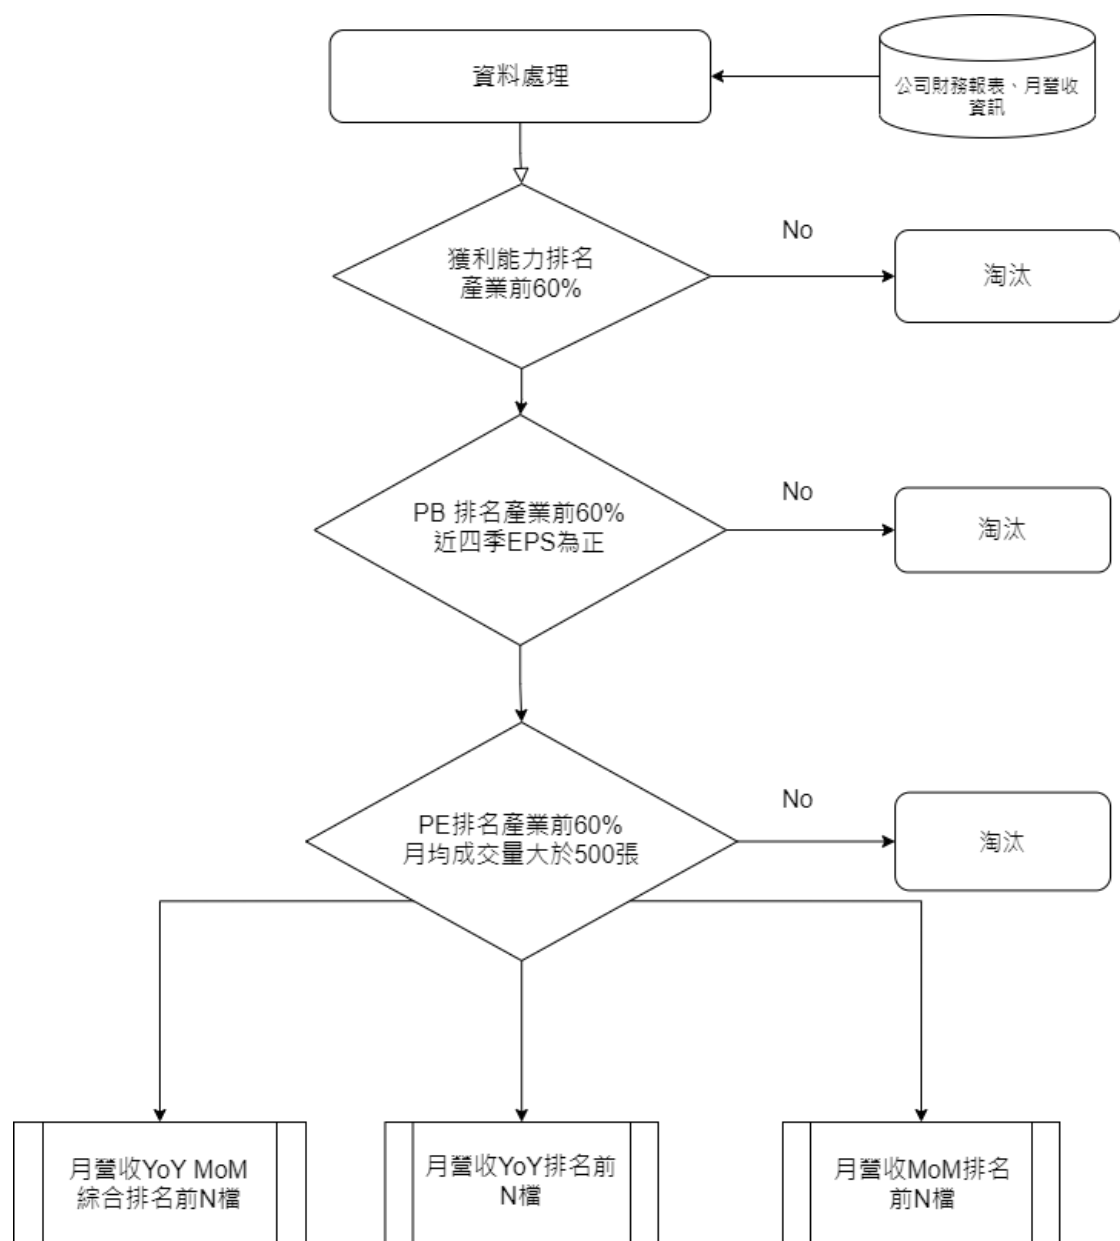 資料處理
公司財務報表、月營收
資訊
獲利能力排名
產業前60%
No
淘汰
PB 排名產業前60%
近四季EPS為正
No
淘汰
PE排名產業前60%
月均成交量大於500張
No
淘汰
月營收YoY MoM
綜合排名前N檔
月營收YoY排名前
N檔
月營收MoM排名
前N檔